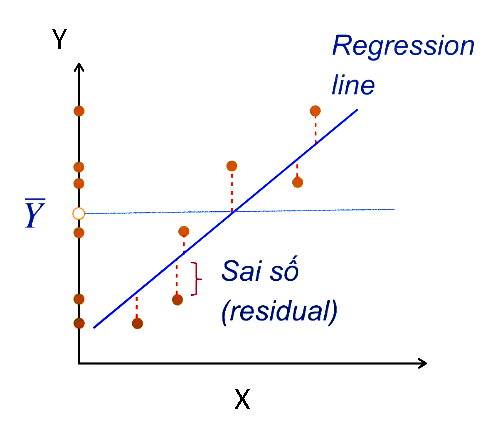 Y
Regression
line
Y̅
Sai số
(residual)
X